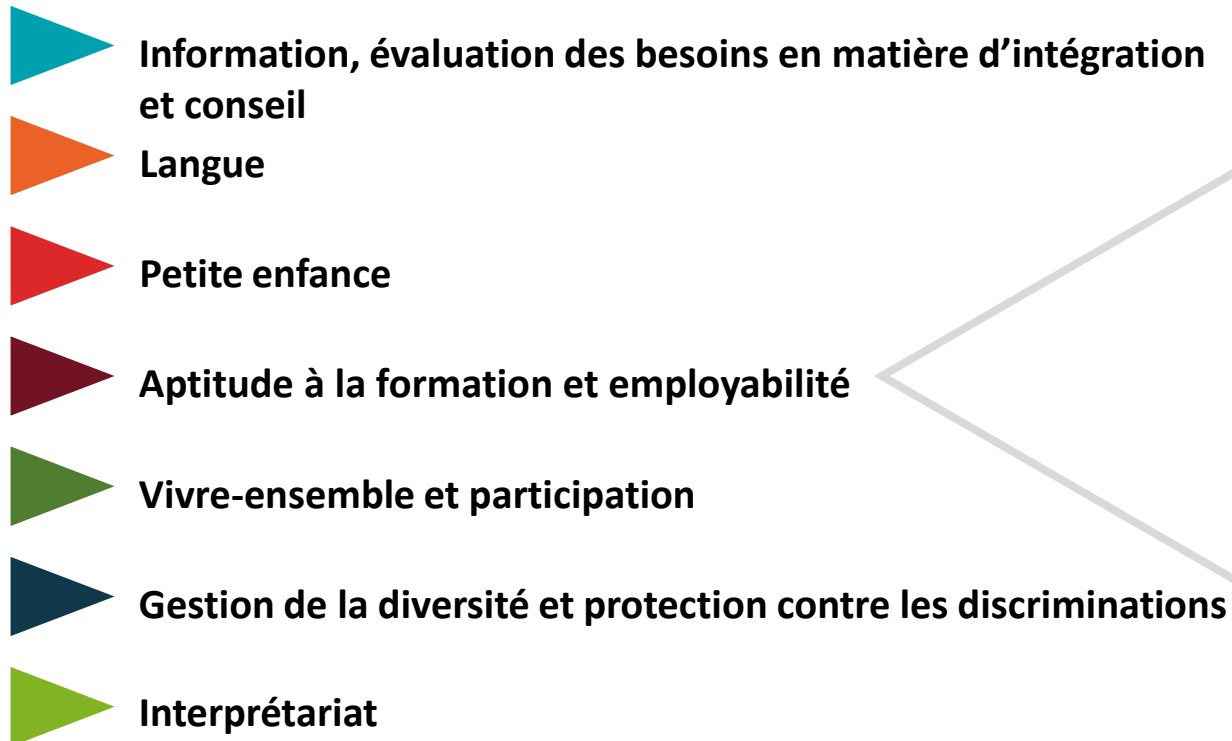 Information, évaluation des besoins en matière d’intégration
et conseil
Langue
Petite enfance
Aptitude à la formation et employabilité
Vivre-ensemble et participation
Gestion de la diversité et protection contre les discriminations
Interprétariat